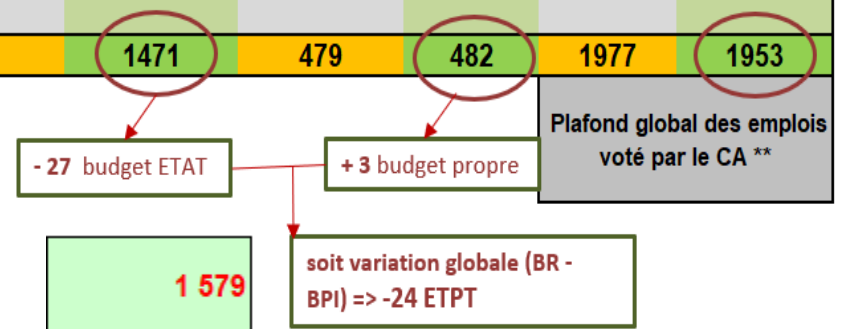 1471 479 482 1977 1953
Plafond global des emplois
voté par le CA **
- 27 budget ETAT
+ 3 budget propre
1 579
soit variation globale (BR -
BPI) => -24 ETPT